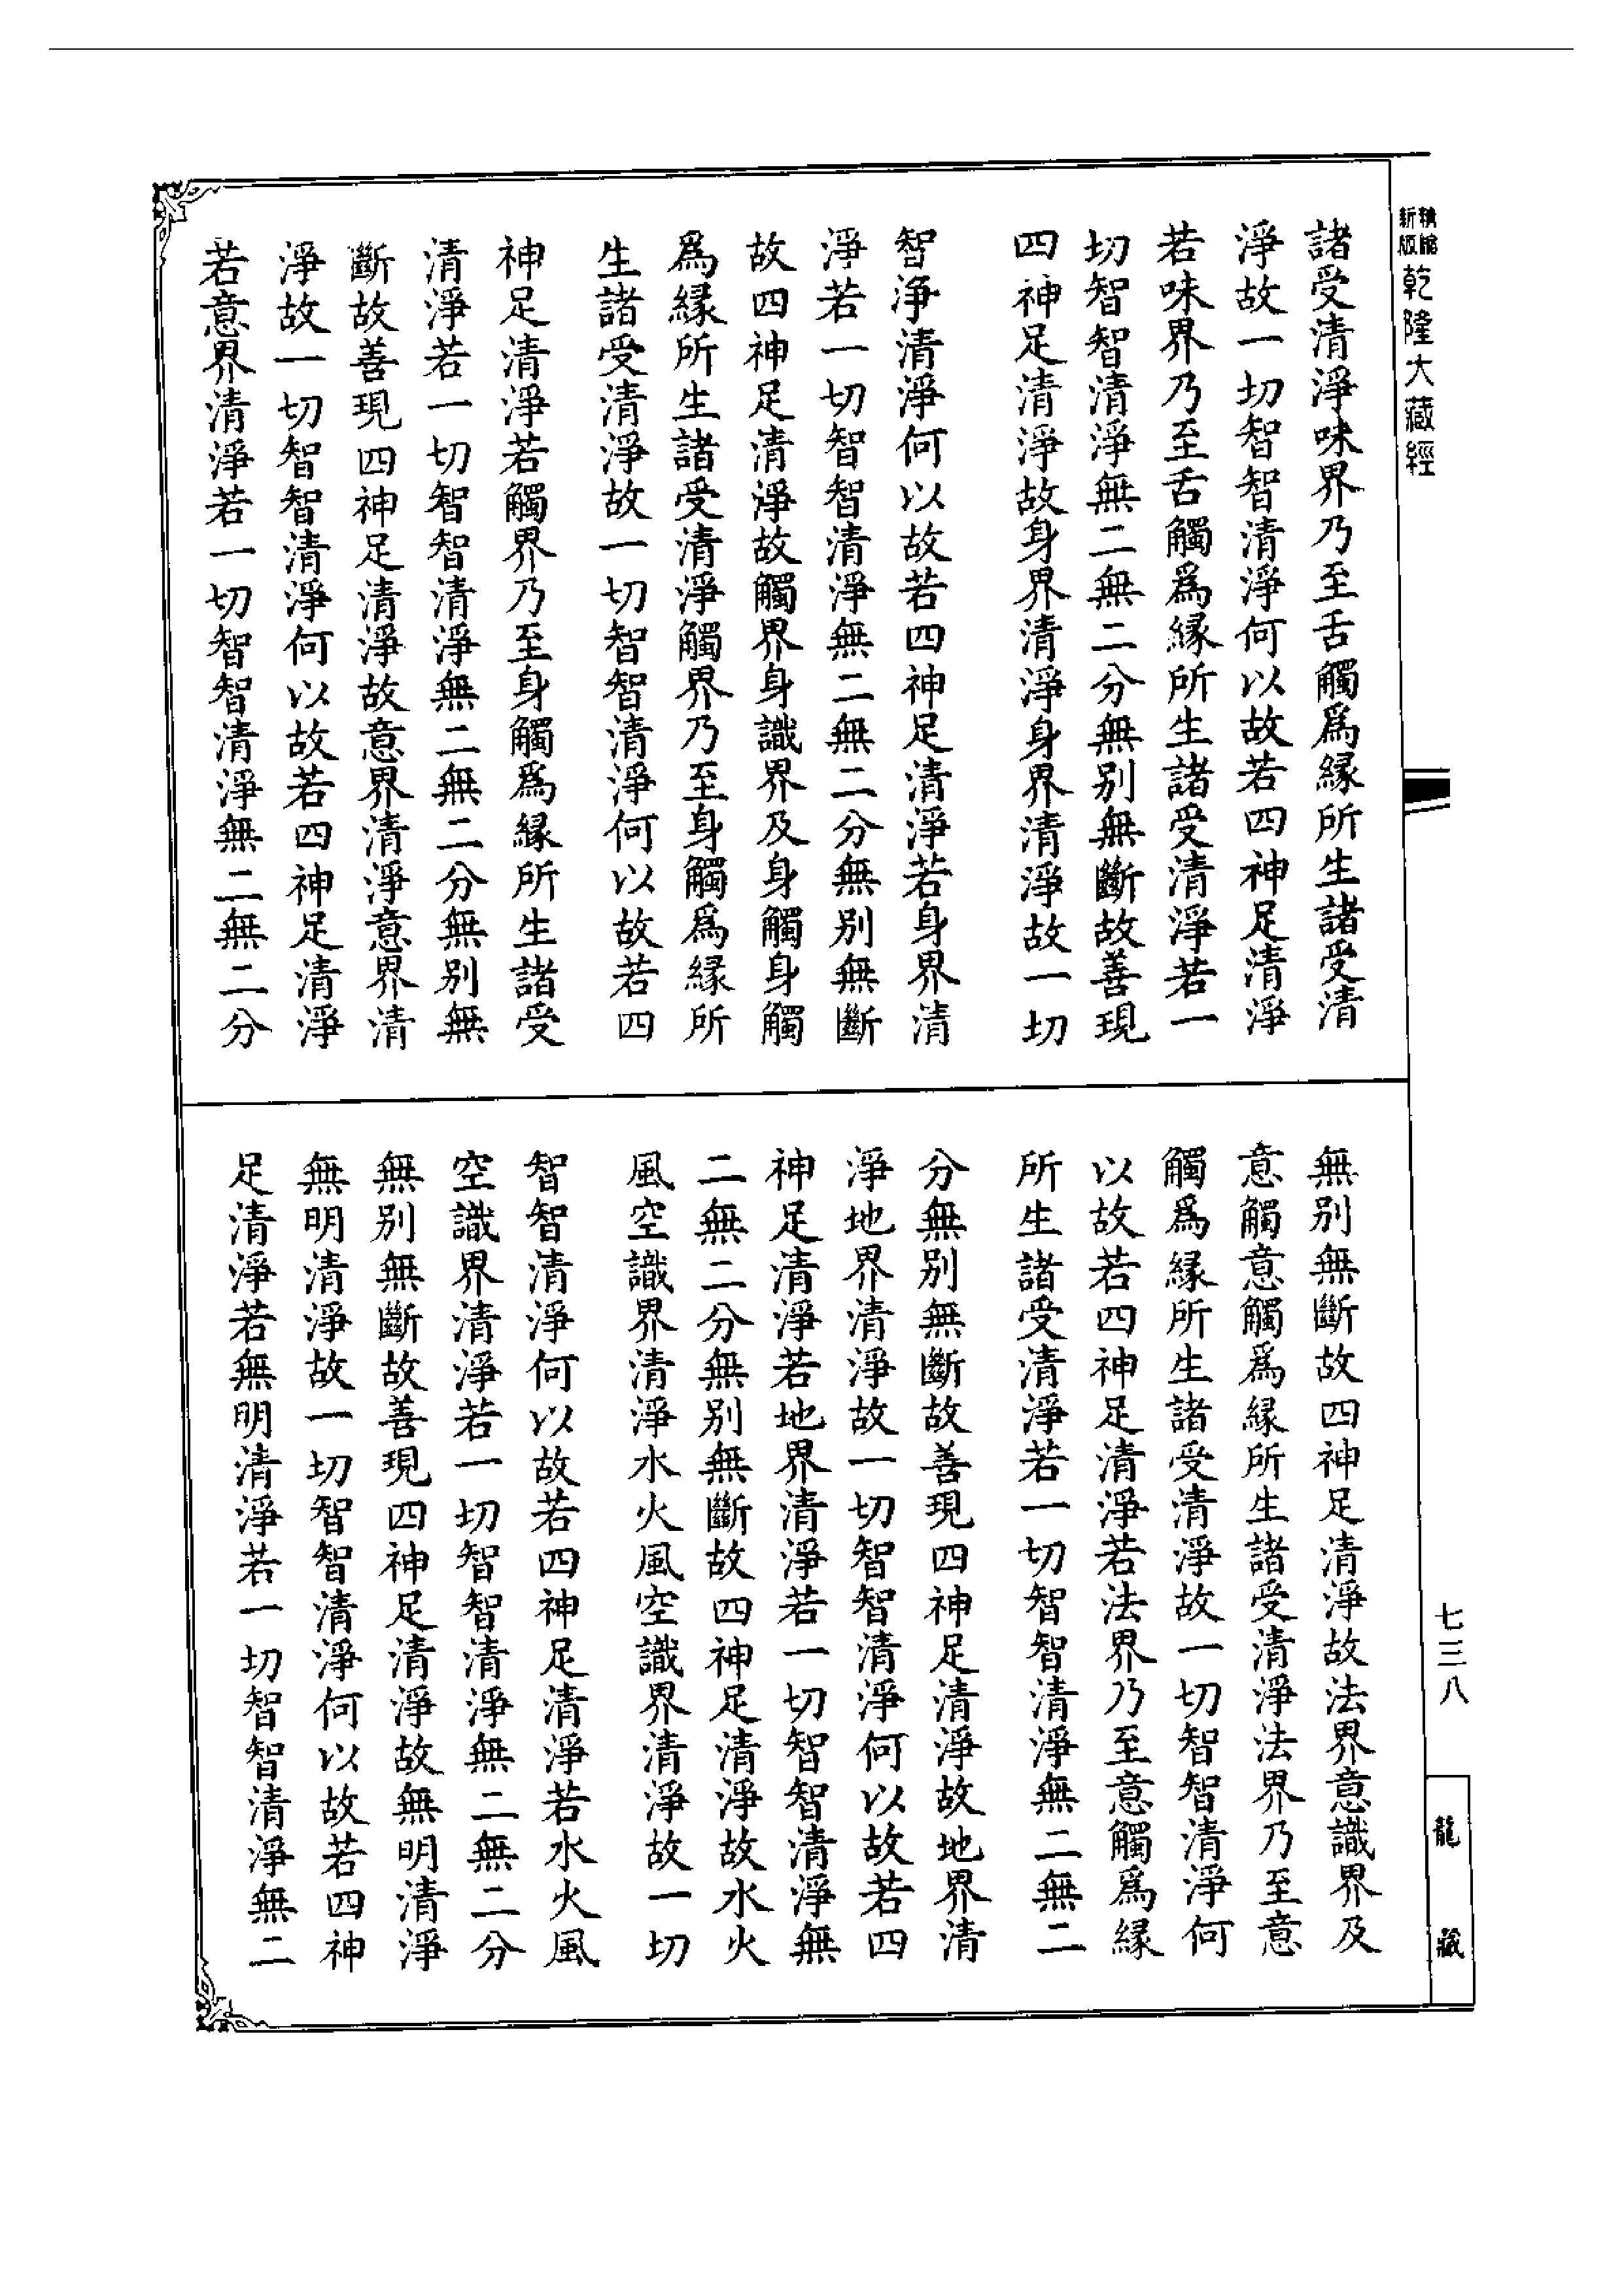 新版精縮乾隆大藏經
諸受清淨味界乃至舌觸爲緣所生諸受清
淨故一切智智清淨何以故若四神足清淨
若味界乃至舌觸爲緣所生諸受清淨若一
切智智清淨無二無二分無別無斷故善現
四神足清淨故身界清淨身界清淨故一切
智淨清淨何以故若四神足清淨若身界清
淨若一切智智清淨無二無二分無別無斷
故四神足清淨故觸界身識界及身觸身觸
爲緣所生諸受清淨觸界乃至身觸爲緣所
生諸受清淨故一切智智清淨何以故若四
神足清淨若觸界乃至身觸爲緣所生諸受
清淨若一切智智清淨無二無二分無別無
斷故善現四神足清淨故意界清淨意界清
淨故一切智智清淨何以故若四神足清淨
若意界清淨若一切智智清淨無二無二分
無別無斷故四神足清淨故法界意識界及
意觸意觸爲緣所生諸受清淨法界乃至意
觸爲緣所生諸受清淨故一切智智清淨何
以故若四神足清淨若法界乃至意觸爲緣
所生諸受清淨若一切智智清淨無二無二
分無別無斷故善現四神足清淨故地界清
淨地界清淨故一切智智清淨何以故若四
神足清淨若地界清淨若一切智智清淨無
二無二分無別無斷故四神足清淨故水火
風空識界清淨水火風空識界清淨故一切
智智清淨何以故若四神足清淨若水火風
空識界清淨若一切智智清淨無二無二分
無別無斷故善現四神足清淨故無明清淨
無明清淨故一切智智清淨何以故若四神
足清淨若無明清淨若一切智智清淨無二
七三八
龍藏